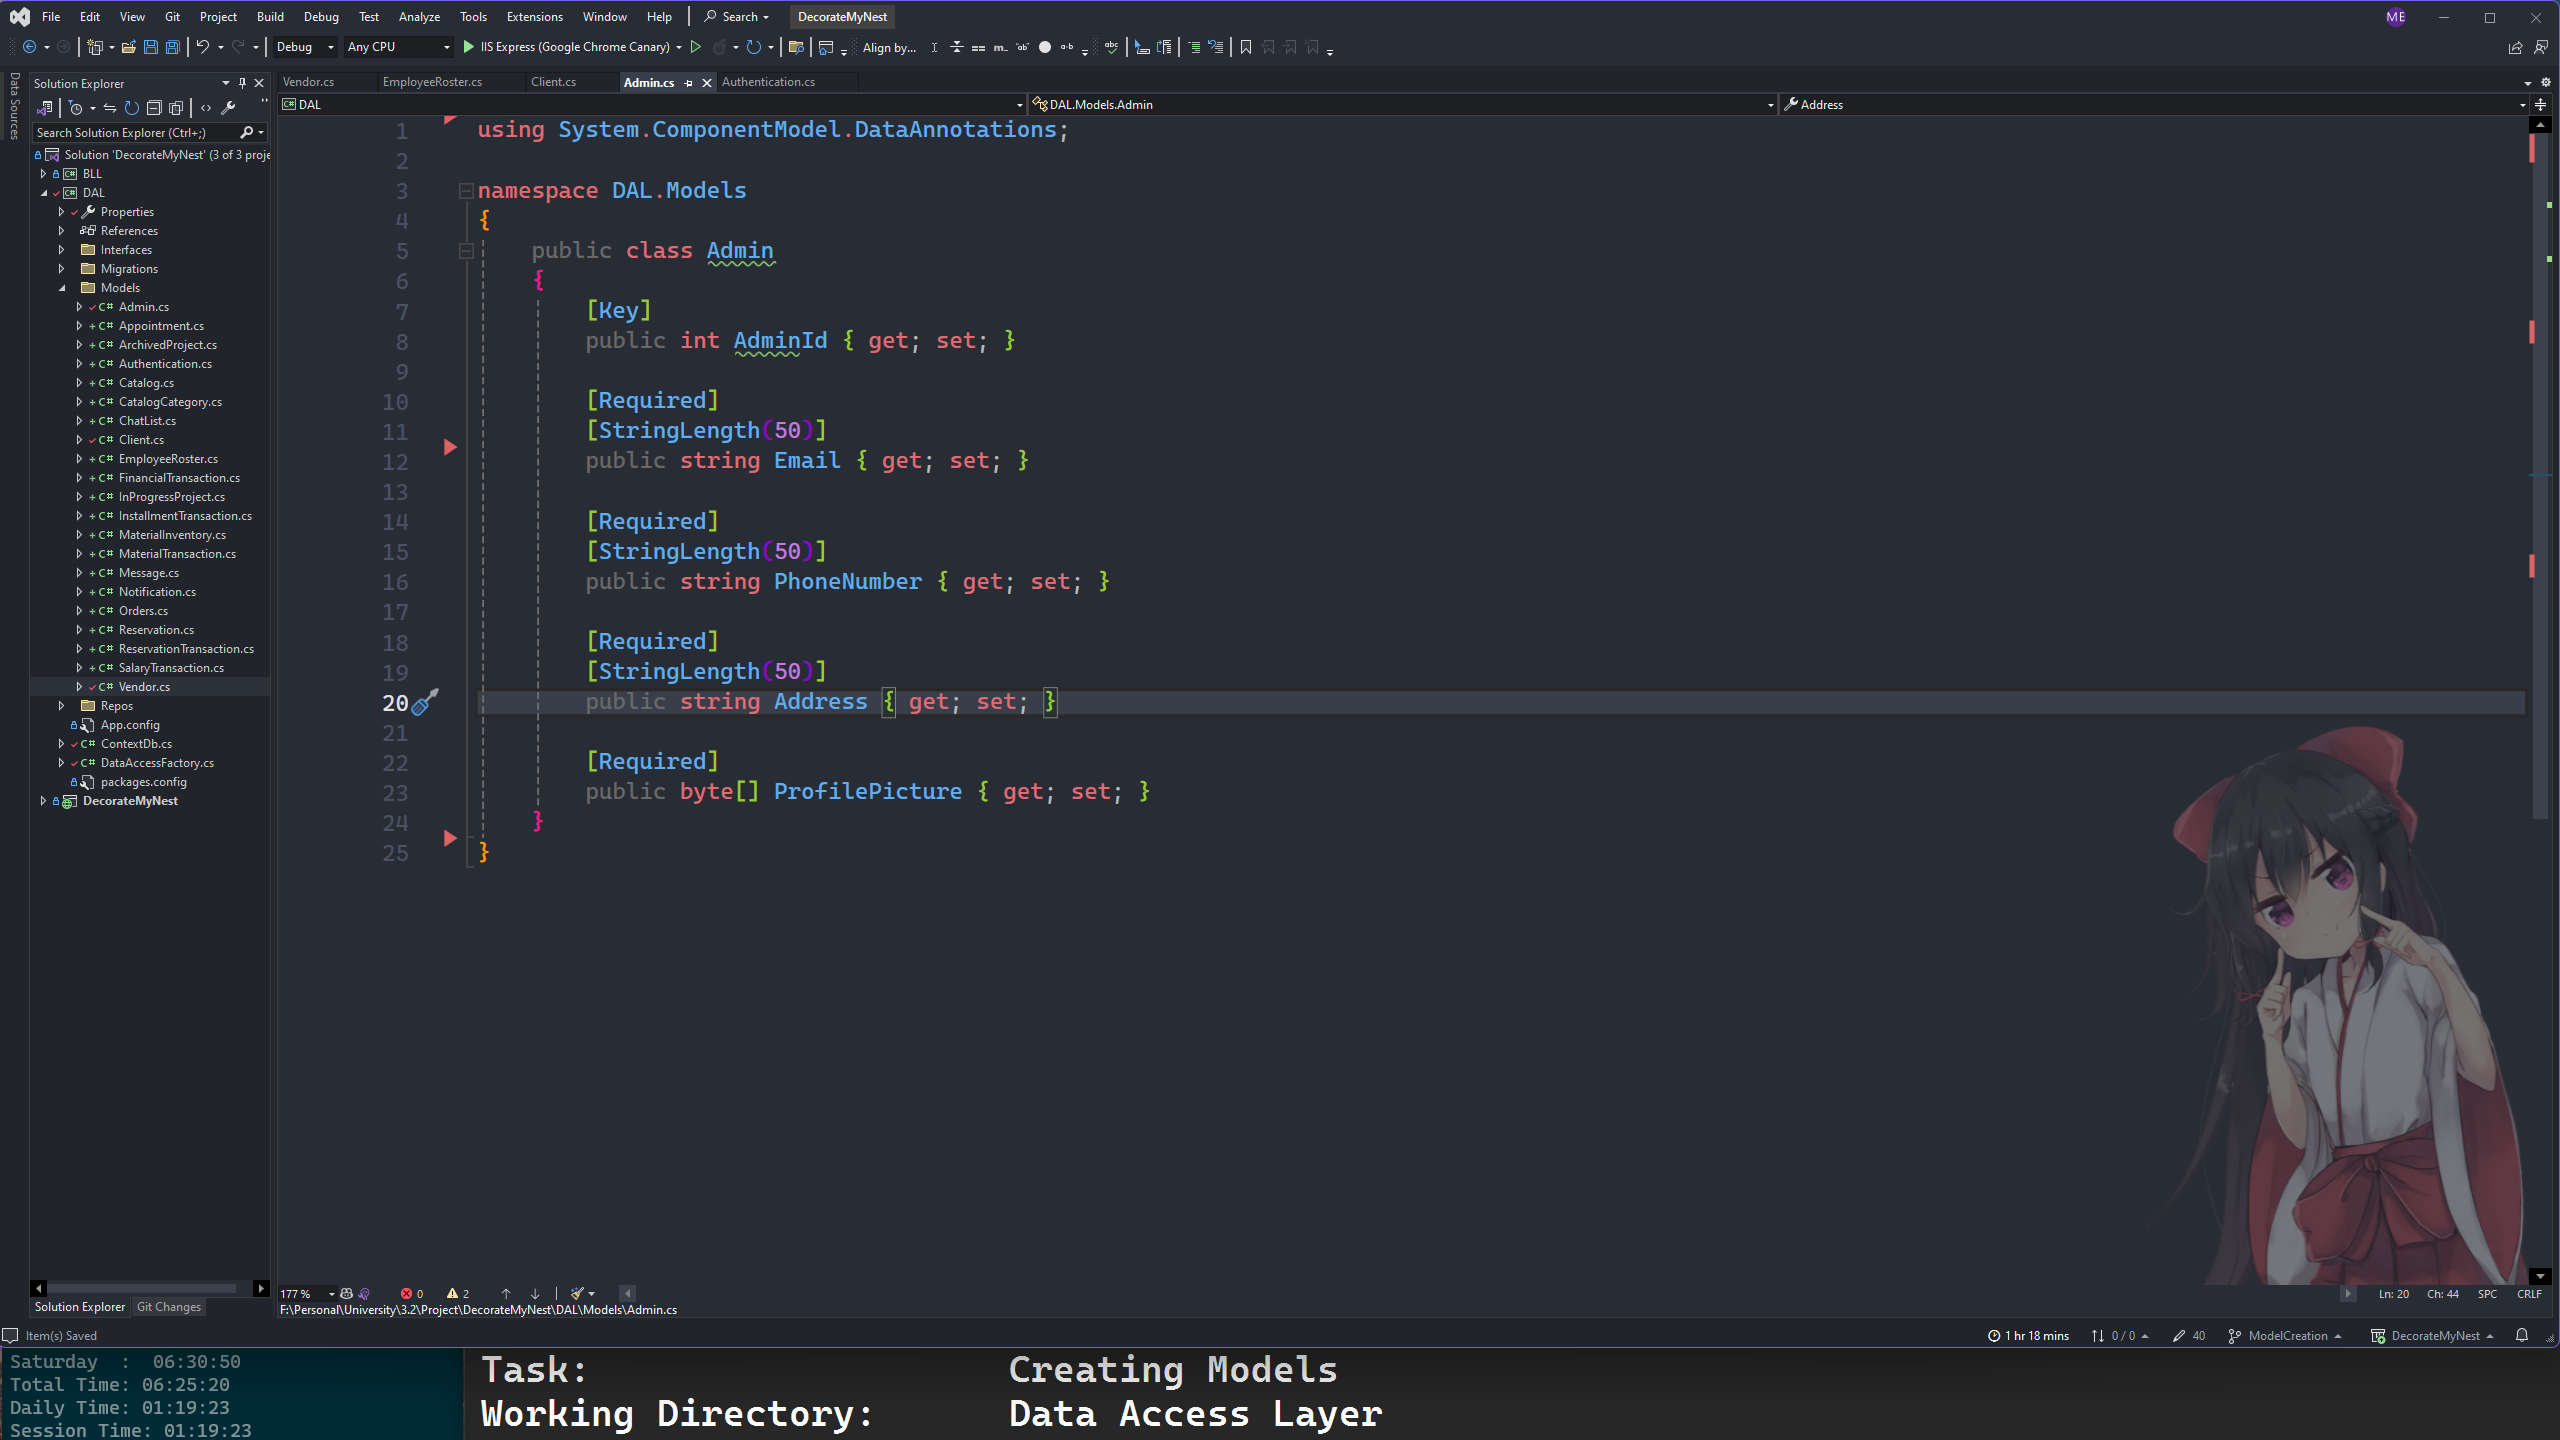 File Edit View Git Project Build Debug Test Analyze Tools Extensions Window Help Search DecorateMyNest ME
Debug Any CPU IIS Express (Google Chrome Canary) Align by...
Data Sources
Solution Explorer
Search Solution Explorer (Ctrl+;)
Solution 'DecorateMyNest' (3 of 3 proje
BLL
DAL
Properties
References
Interfaces
Migrations
Models
C# Admin.cs
C# Appointment.cs
C# ArchivedProject.cs
C# Authentication.cs
C# Catalog.cs
C# CatalogCategory.cs
C# ChatList.cs
C# Client.cs
C# EmployeeRoster.cs
C# FinancialTransaction.cs
C# InProgressProject.cs
C# InstallmentTransaction.cs
C# MaterialInventory.cs
C# MaterialTransaction.cs
C# Message.cs
C# Notification.cs
C# Orders.cs
C# Reservation.cs
C# ReservationTransaction.cs
C# SalaryTransaction.cs
C# Vendor.cs
Repos
App.config
C# ContextDb.cs
C# DataAccessFactory.cs
packages.config
DecorateMyNest
Solution Explorer Git Changes
Vendor.cs EmployeeRoster.cs Client.cs Admin.cs Authentication.cs
DAL DAL.Models.Admin Address
1 using System.ComponentModel.DataAnnotations;
2
3 namespace DAL.Models
4 {
5 public class Admin
6 {
7 [Key]
8 public int AdminId { get; set; }
9
10 [Required]
11 [StringLength(50)]
12 public string Email { get; set; }
13
14 [Required]
15 [StringLength(50)]
16 public string PhoneNumber { get; set; }
17
18 [Required]
19 [StringLength(50)]
20 public string Address { get; set; }
21
22 [Required]
23 public byte[] ProfilePicture { get; set; }
24 }
25 }
177 % 0 2 Ln: 20 Ch: 44 SPC CRLF
F:\Personal\University\3.2\Project\DecorateMyNest\DAL\Models\Admin.cs
Item(s) Saved 1 hr 18 mins 0 / 0 40 ModelCreation DecorateMyNest
Saturday : 06:30:50
Total Time: 06:25:20
Daily Time: 01:19:23
Session Time: 01:19:23
Task: Creating Models
Working Directory: Data Access Layer